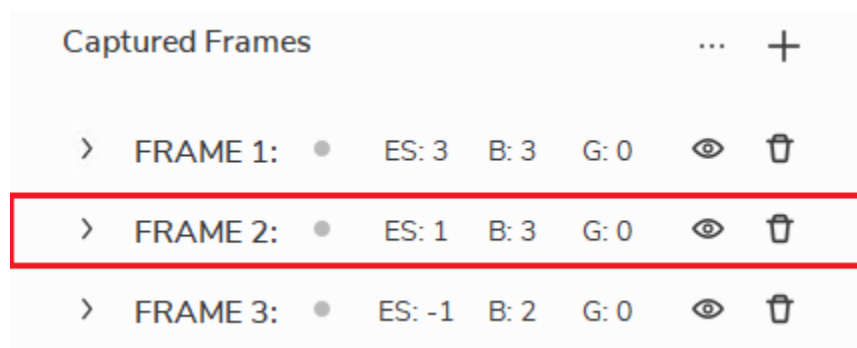 Captured Frames
FRAME 1: ES: 3 B: 3 G: 0
FRAME 2: ES: 1 B: 3 G: 0
FRAME 3: ES: -1 B: 2 G: 0